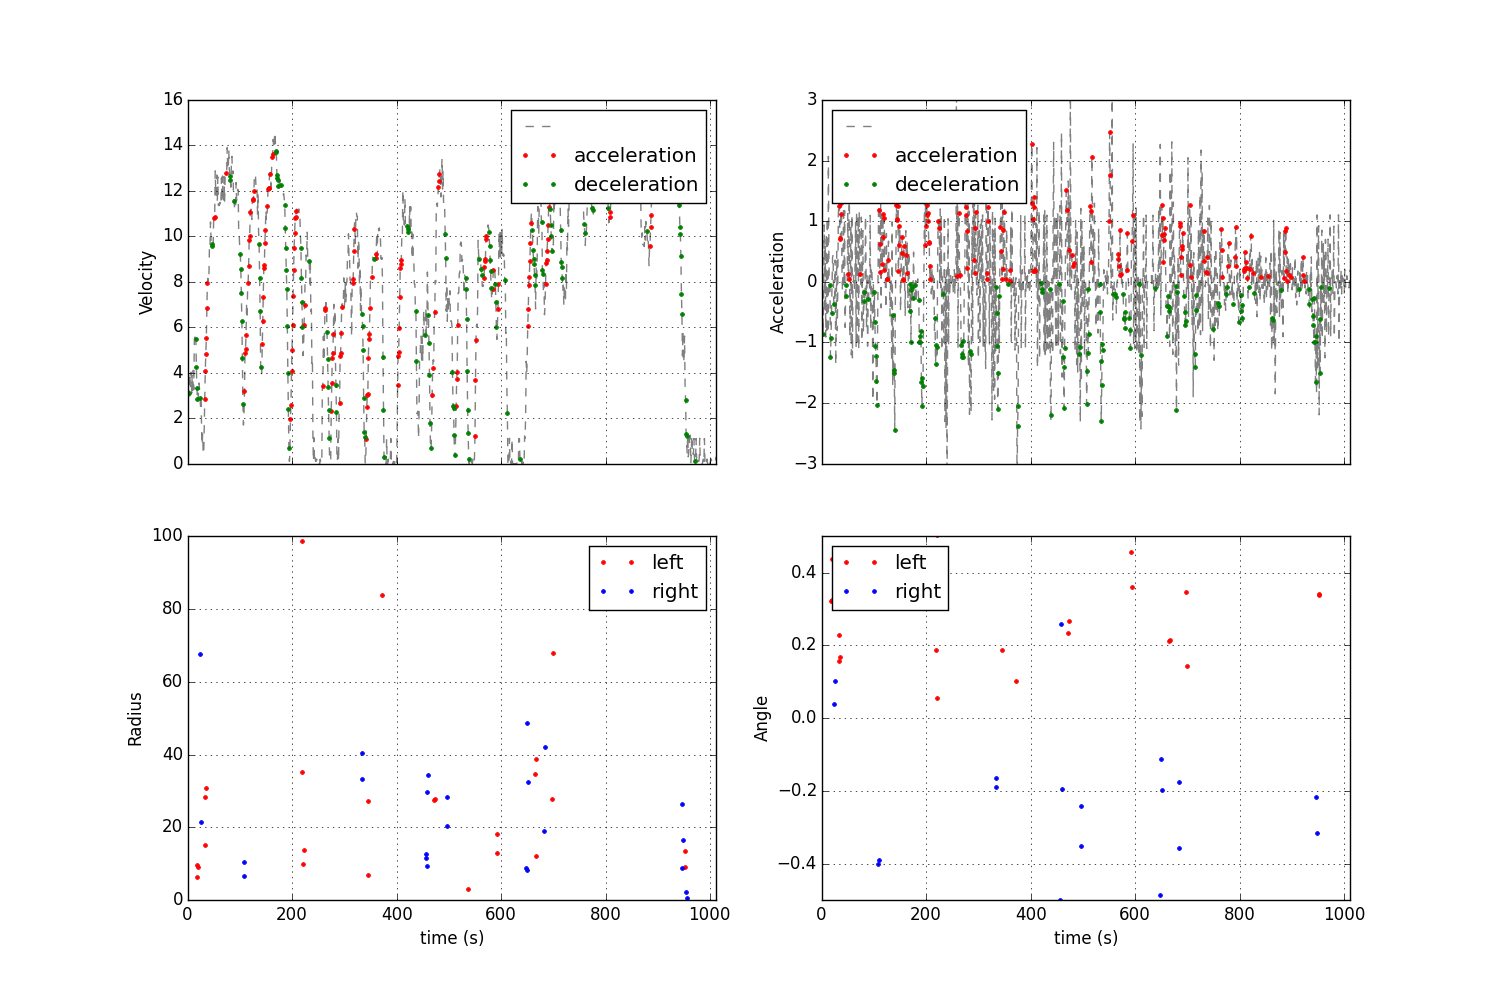 16
14
12
10
8
6
4
2
0
Velocity
acceleration
deceleration
3
2
1
0
−1
−2
−3
Acceleration
acceleration
deceleration
100
80
60
40
20
0
Radius
left
right
0 200 400 600 800 1000
time (s)
0.4
0.2
0.0
−0.2
−0.4
Angle
left
right
0 200 400 600 800 1000
time (s)